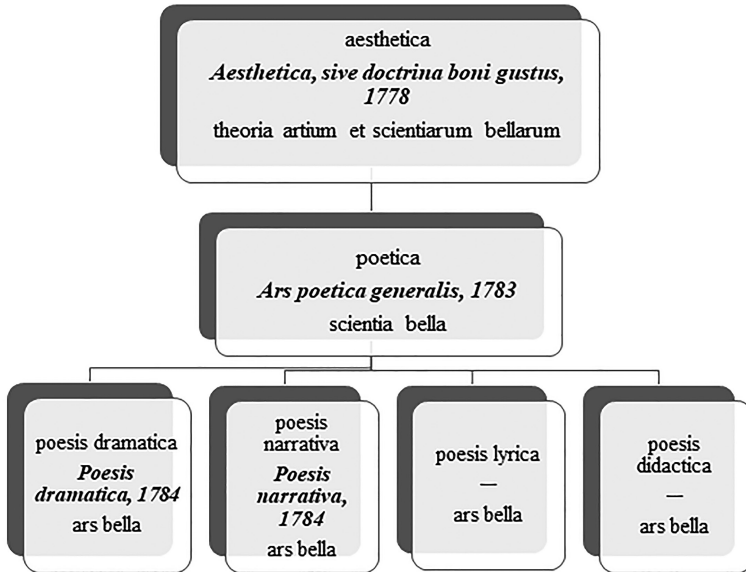 aesthetica
Aesthetica, sive doctrina boni gustus,
1778
theoria artium et scientiarum bellarum
poetica
Ars poetica generalis, 1783
scientia bella
poesis dramatica
Poesis
dramatica, 1784
ars bella
poesis
narrativa
Poesis
narrativa,
1784
ars bella
poesis lyrica
—
ars bella
poesis
didactica
—
ars bella